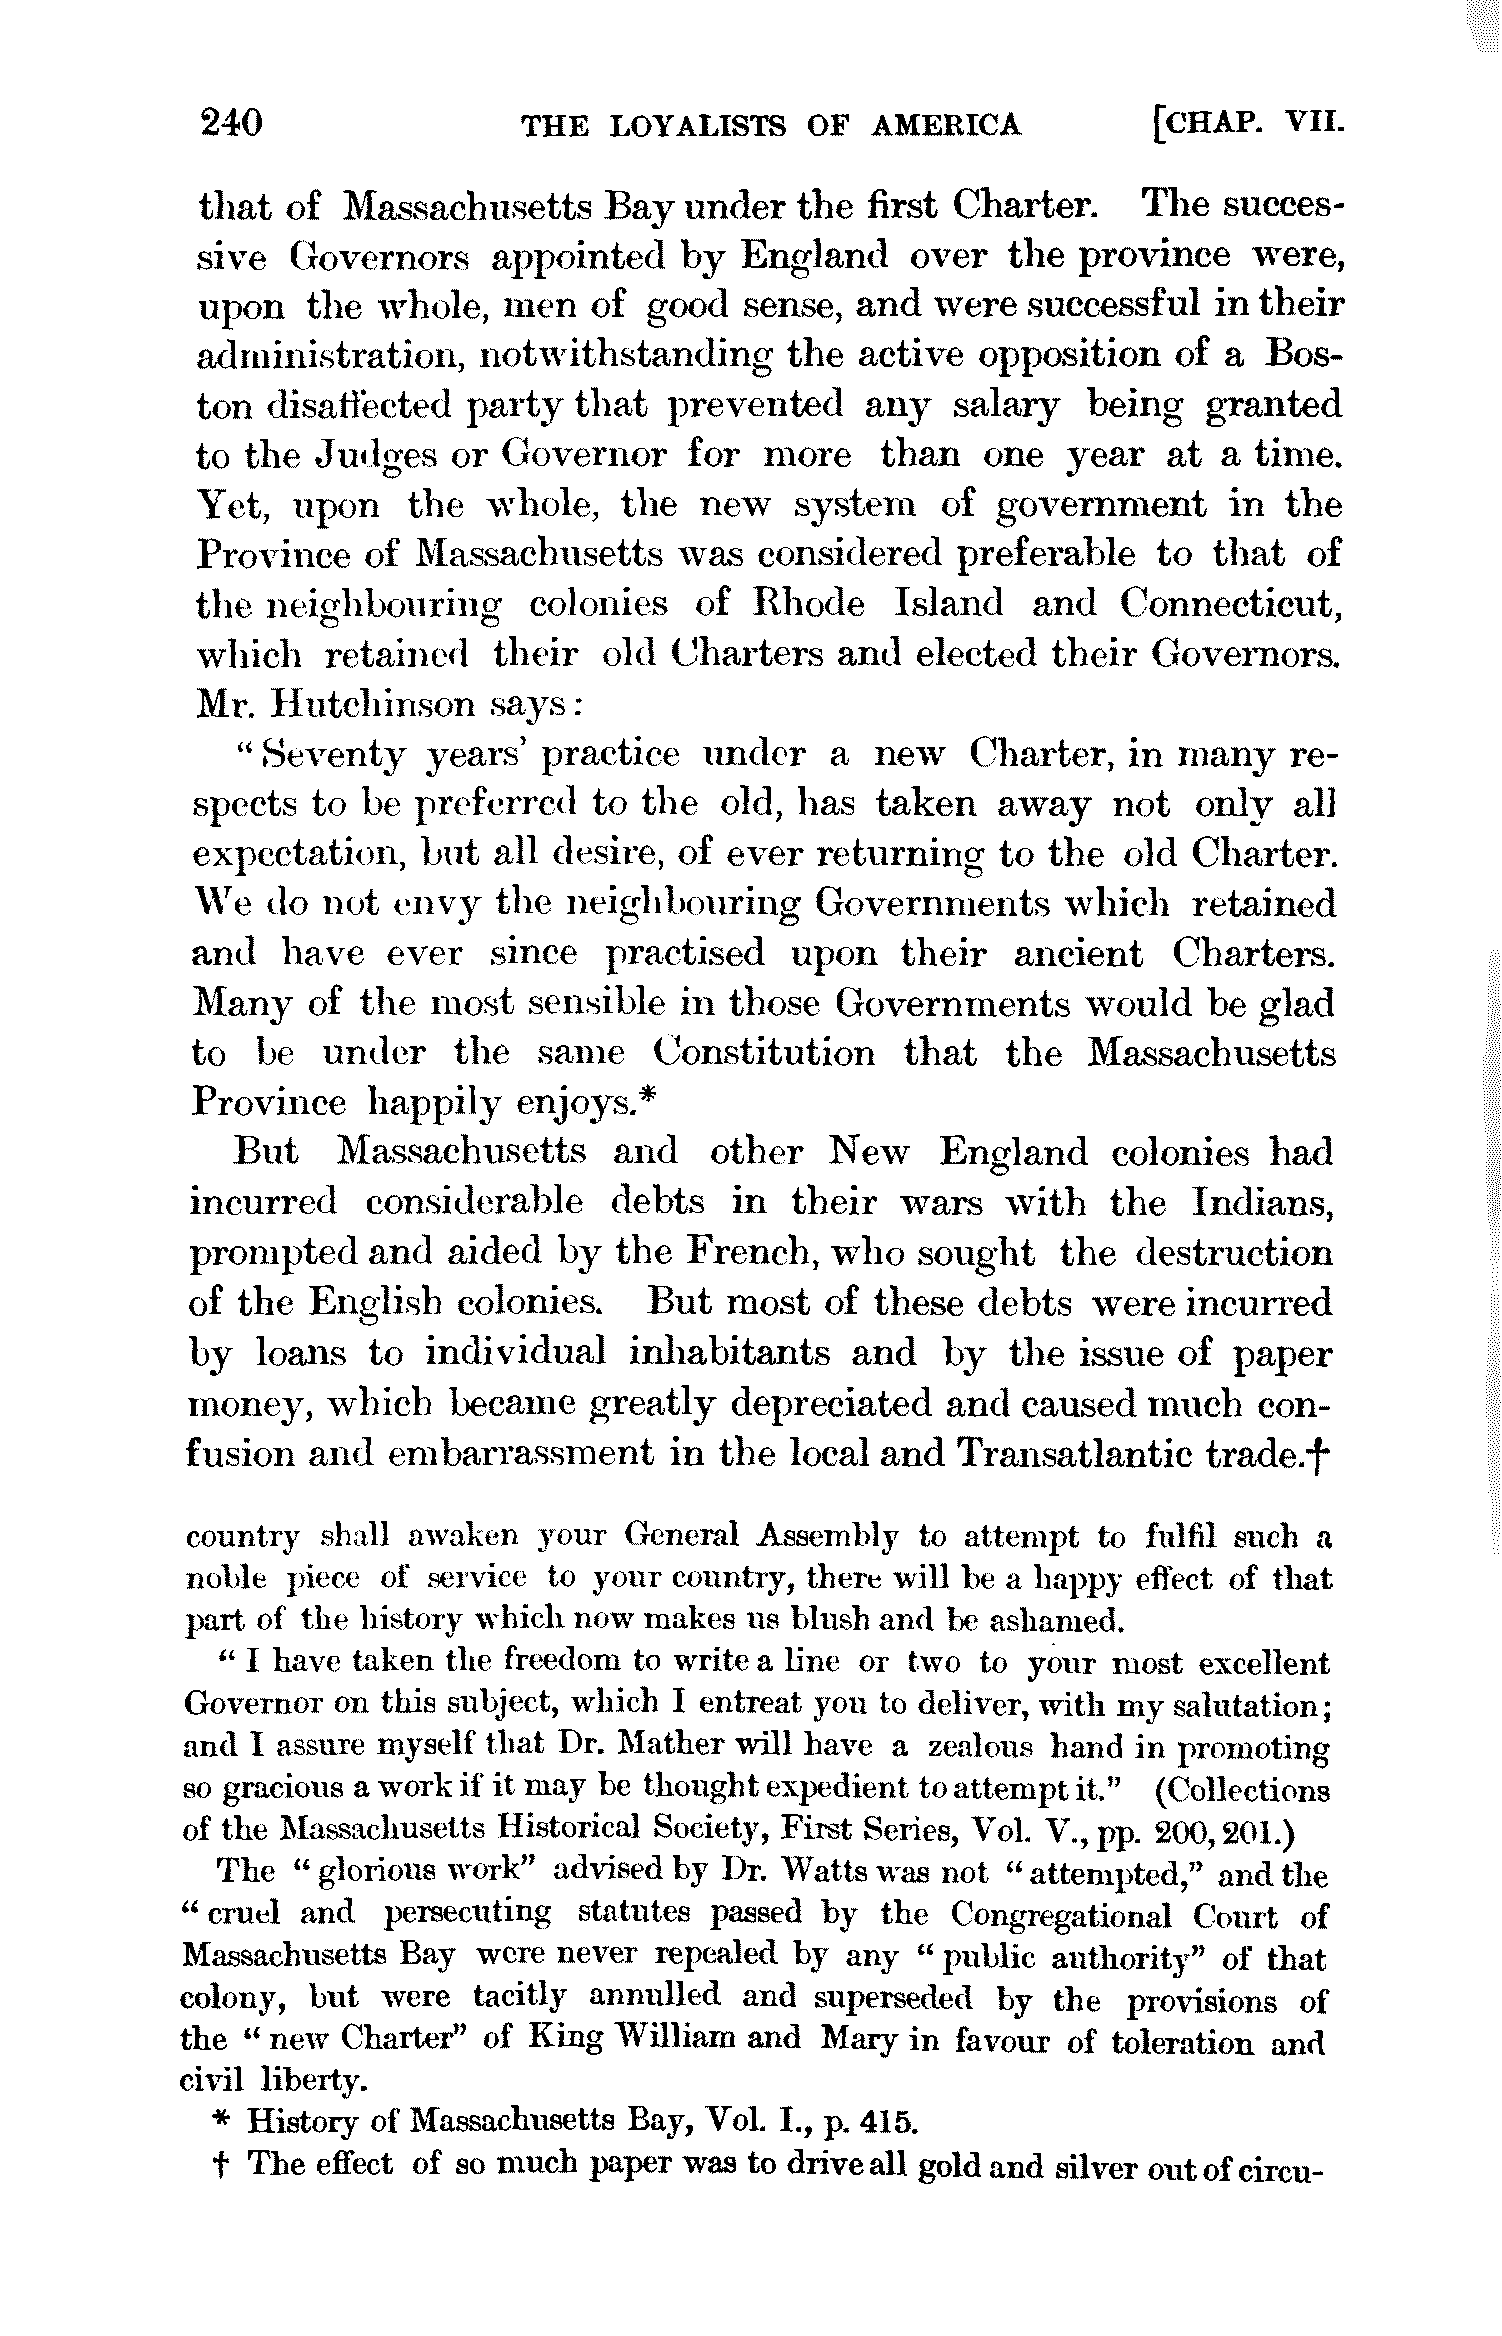 240 THE LOYALISTS OF AMERICA [CHAP. VII.
that of Massachusetts Bay under the first Charter. The succes-
sive Governors appointed by England over the province were,
upon the whole, men of good sense, and were successful in their
administration, notwithstanding the active opposition of a Bos-
ton disaffected party that prevented any salary being granted
to the Judges or Governor for more than one year at a time.
Yet, upon the whole, the new system of government in the
Province of Massachusetts was considered preferable to that of
the neighbouring colonies of Rhode Island and Connecticut,
which retained their old Charters and elected their Governors.
Mr. Hutchinson says:
"Seventy years' practice under a new Charter, in many re-
spects to be preferred to the old, has taken away not only all
expectation, but all desire, of ever returning to the old Charter.
We do not envy the neighbouring Governments which retained
and have ever since practised upon their ancient Charters.
Many of the most sensible in those Governments would be glad
to be under the same Constitution that the Massachusetts
Province happily enjoys.*
But Massachusetts and other New England colonies had
incurred considerable debts in their wars with the Indians,
prompted and aided by the French, who sought the destruction
of the English colonies. But most of these debts were incurred
by loans to individual inhabitants and by the issue of paper
money, which became greatly depreciated and caused much con-
fusion and embarrassment in the local and Transatlantic trade.†
country shall awaken your General Assembly to attempt to fulfil such a
noble piece of service to your country, there will be a happy effect of that
part of the history which now makes us blush and be ashamed.
"I have taken the freedom to write a line or two to your most excellent
Governor on this subject, which I entreat you to deliver, with my salutation;
and I assure myself that Dr. Mather will have a zealous hand in promoting
so gracious a work if it may be thought expedient to attempt it." (Collections
of the Massachusetts Historical Society, First Series, Vol. V., pp. 200, 201.)
The "glorious work" advised by Dr. Watts was not "attempted," and the
"cruel and persecuting statutes passed by the Congregational Court of
Massachusetts Bay were never repealed by any "public authority" of that
colony, but were tacitly annulled and superseded by the provisions of
the "new Charter" of King William and Mary in favour of toleration and
civil liberty.
* History of Massachusetts Bay, Vol. I., p. 415.
† The effect of so much paper was to drive all gold and silver out of circu-